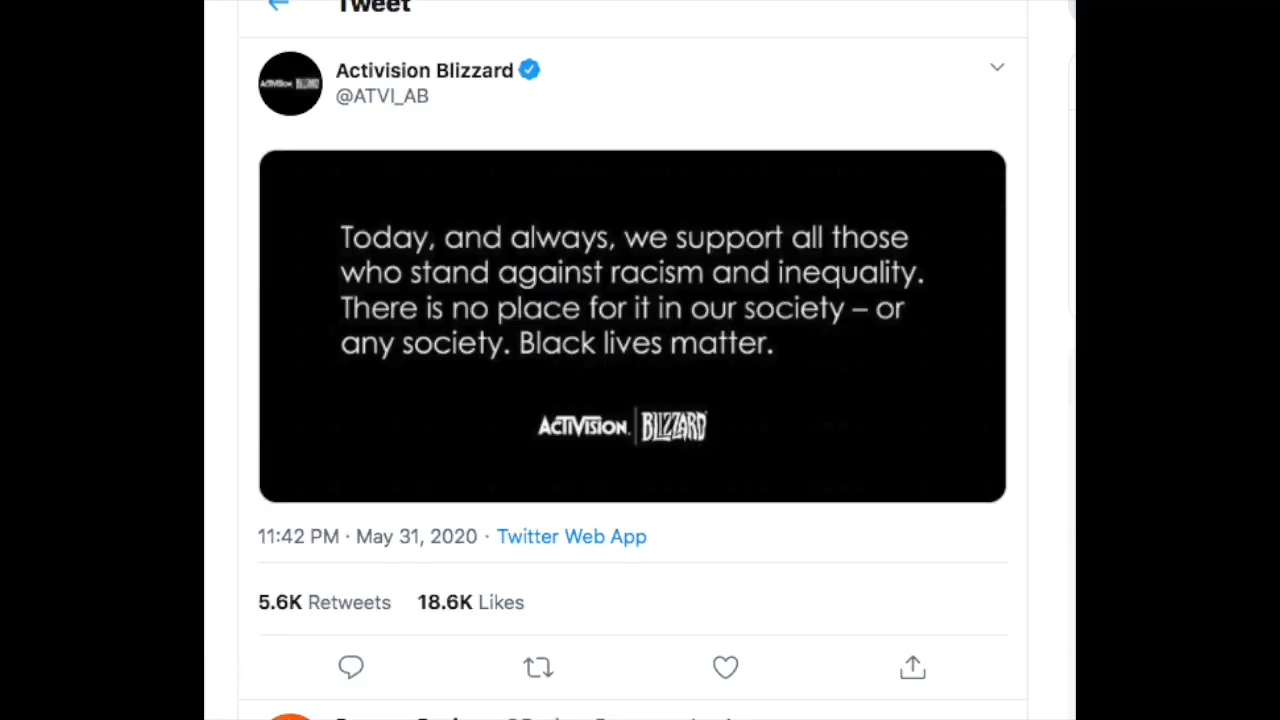 Tweet
Activision Blizzard
@ATVI_AB
ACTIVISION BLIZZARD
Today, and always, we support all those
who stand against racism and inequality.
There is no place for it in our society – or
any society. Black lives matter.
ACTIVISION. BLIZZARD
11:42 PM · May 31, 2020 · Twitter Web App
5.6K Retweets 18.6K Likes